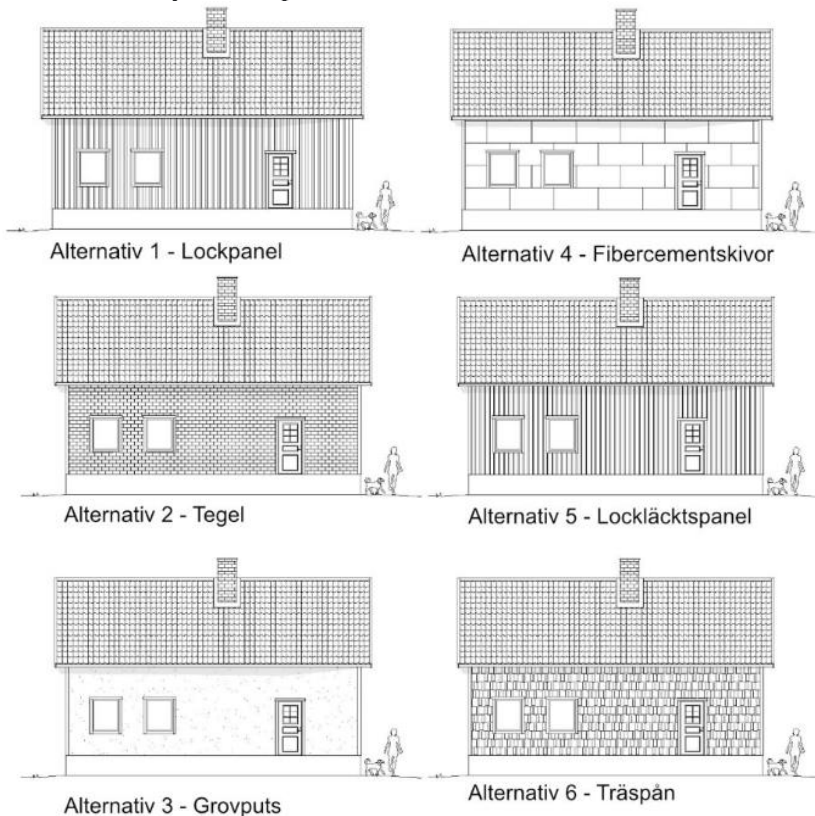 Alternativ 1 - Lockpanel
Alternativ 4 - Fibercementskivor
Alternativ 2 - Tegel
Alternativ 5 - Lockläcktspanel
Alternativ 3 - Grovputs
Alternativ 6 - Träspån